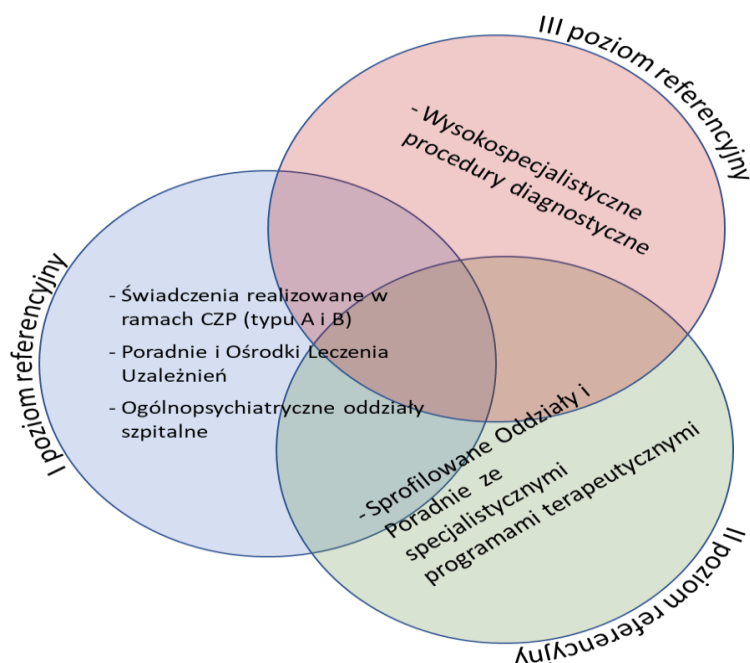 III poziom referencyjny
- Wysokospecjalistyczne
procedury diagnostyczne
I poziom referencyjny
- Świadczenia realizowane w
ramach CZP (typu A i B)
- Poradnie i Ośrodki Leczenia
Uzależnień
- Ogólnopsychiatryczne oddziały
szpitalne
-Sprofilowane Oddziały i
Poradnie ze
specjalistycznymi
programami terapeutycznymi
II poziom referencyjny